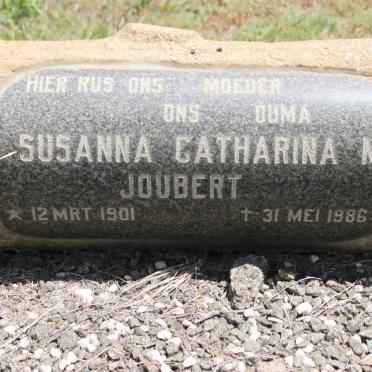 HIER RUS ONS MOEDER
ONS OUMA
SUSANNA CATHARINA M
JOUBERT
* 12 MRT 1901 † 31 MEI 1986